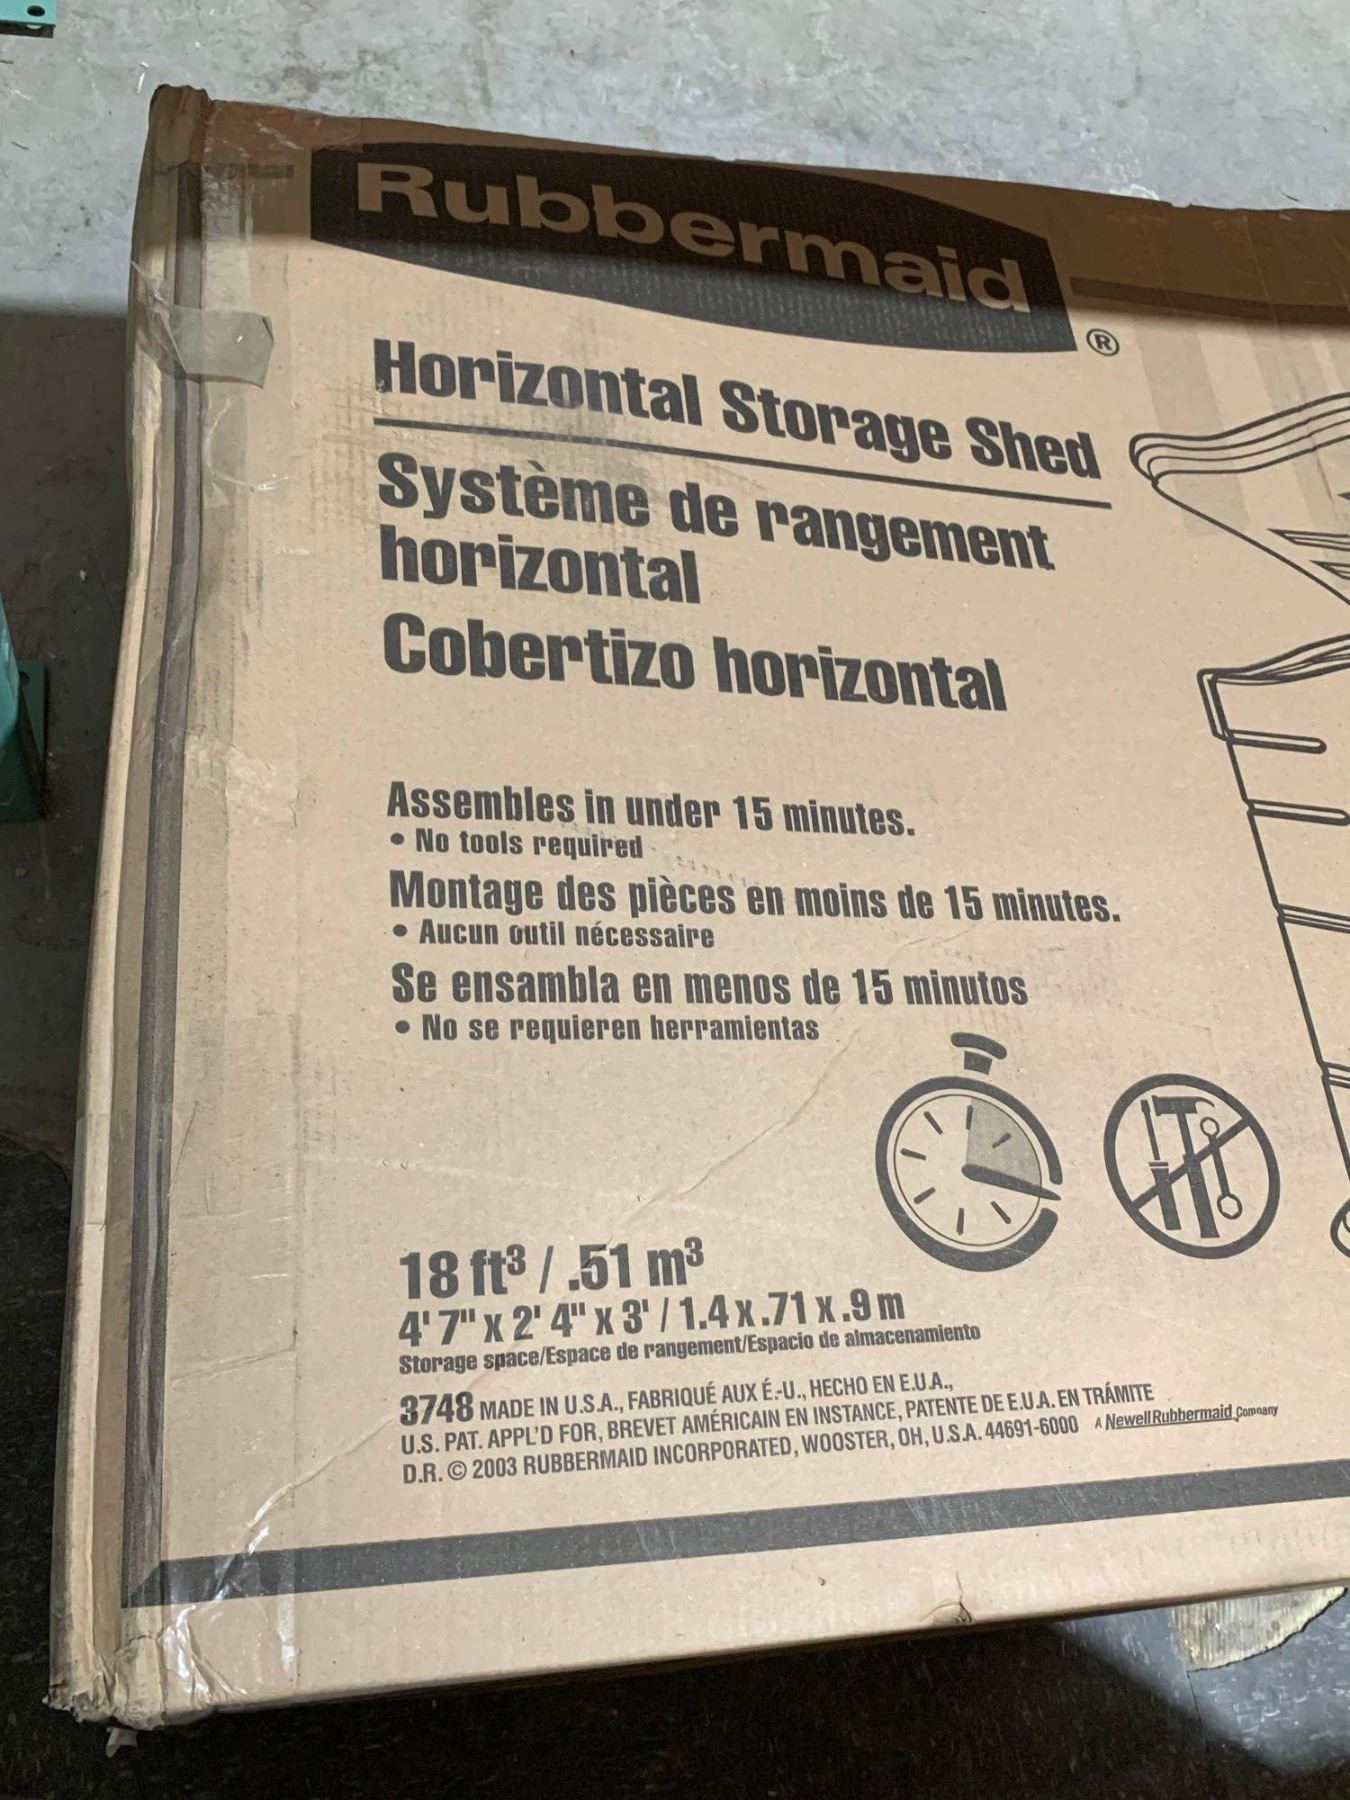 Rubbermaid®
Horizontal Storage Shed
Système de rangement
horizontal
Cobertizo horizontal
Assembles in under 15 minutes.
• No tools required
Montage des pièces en moins de 15 minutes.
• Aucun outil nécessaire
Se ensambla en menos de 15 minutos
• No se requieren herramientas
18 ft³ / .51 m³
4' 7" x 2' 4" x 3' / 1.4 x .71 x .9 m
Storage space/Espace de rangement/Espacio de almacenamiento
3748 MADE IN U.S.A., FABRIQUÉ AUX É.-U., HECHO EN E.U.A.,
U.S. PAT. APPL'D FOR, BREVET AMÉRICAIN EN INSTANCE, PATENTE DE E.U.A. EN TRÁMITE
D.R. © 2003 RUBBERMAID INCORPORATED, WOOSTER, OH, U.S.A. 44691-6000 A NewellRubbermaid Company